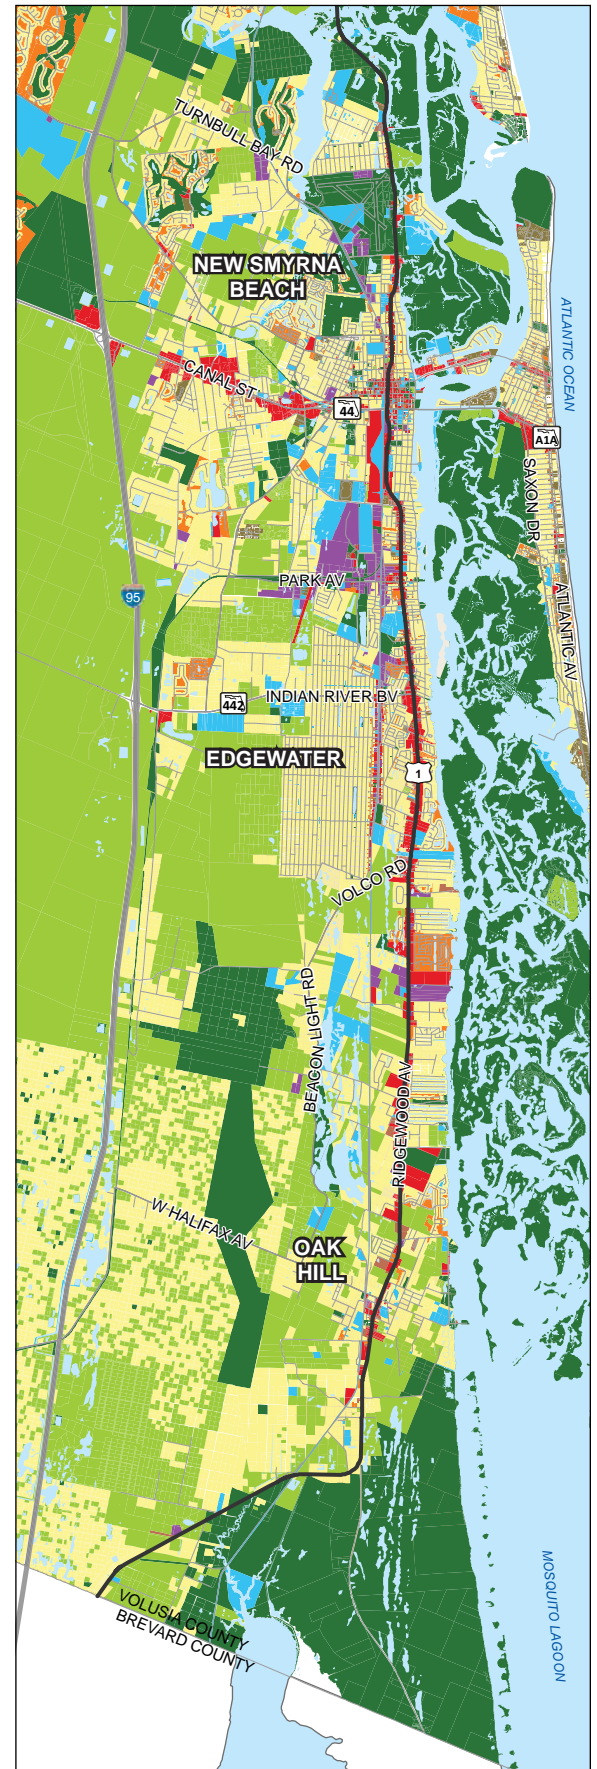 TURNBULL BAY RD
NEW SMYRNA
BEACH
ATLANTIC OCEAN
CANAL ST
44
A1A
SAXON DR
PARK AV
95
ATLANTIC AV
INDIAN RIVER BV
442
EDGEWATER
1
VOLCO RD
BEACON LIGHT RD
RIDGEWOOD AV
W HALIFAX AV
OAK
HILL
MOSQUITO LAGOON
VOLUSIA COUNTY
BREVARD COUNTY